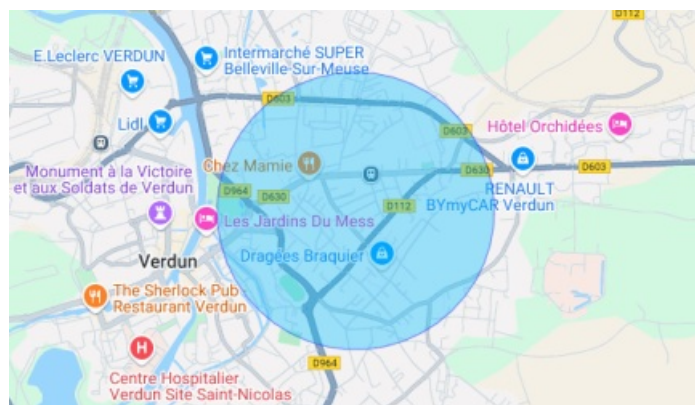 D112
E.Leclerc VERDUN
Intermarché SUPER
Belleville-Sur-Meuse
D603
Lidl
Hôtel Orchidées
D603
Chez Mamie
D603
Monument à la Victoire
et aux Soldats de Verdun
D964
D630
D630
RENAULT
BYmyCAR Verdun
D112
Les Jardins Du Mess
Verdun
Dragées Braquier
The Sherlock Pub
Restaurant Verdun
H
D964
Centre Hospitalier
Verdun Site Saint-Nicolas